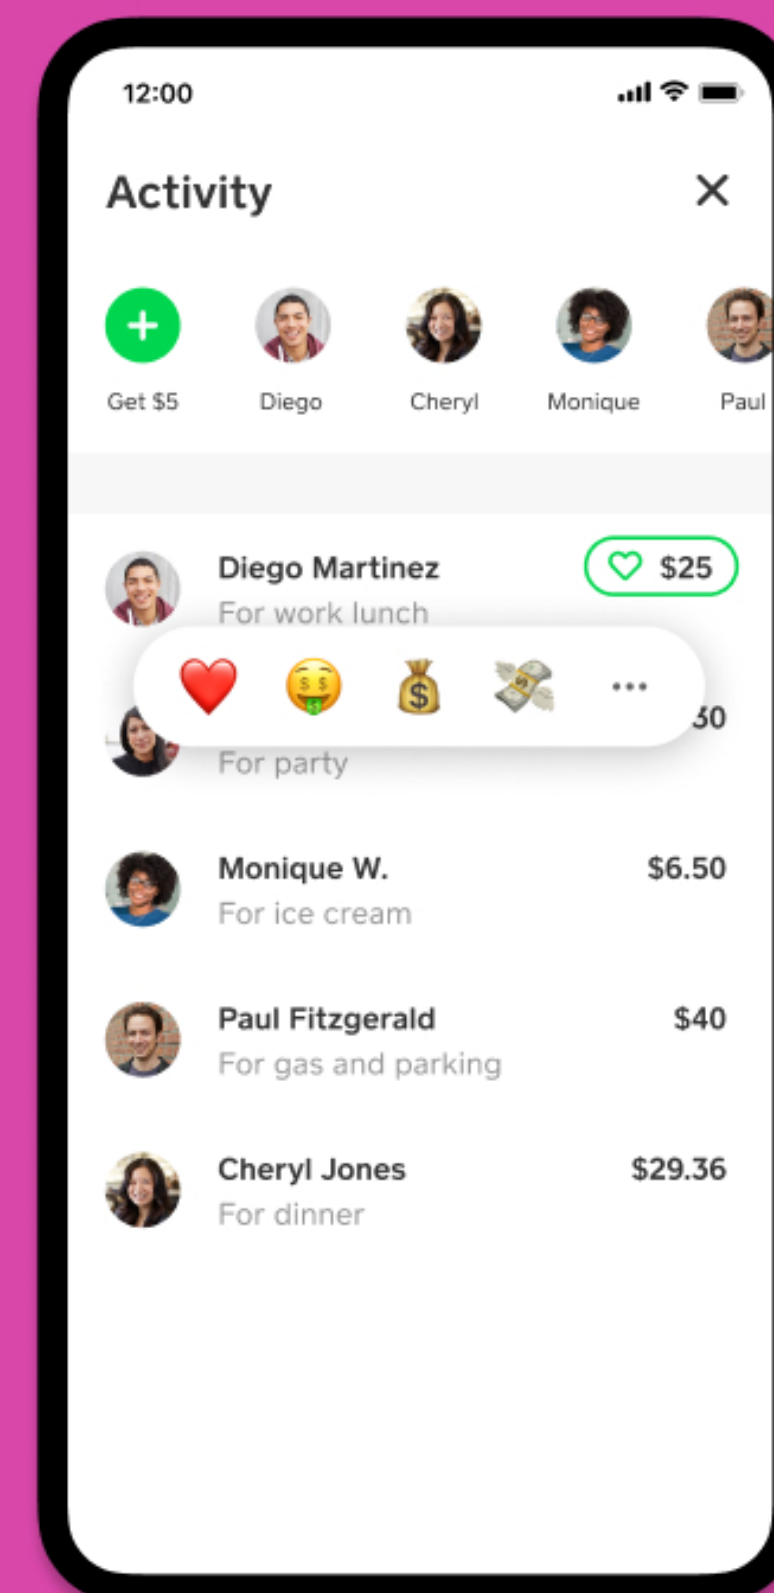 12:00
Activity
Get $5
Diego
Cheryl
Monique
Paul
Diego Martinez
$25
For work lunch
For party
Monique W.
$6.50
For ice cream
Paul Fitzgerald
$40
For gas and parking
Cheryl Jones
$29.36
For dinner